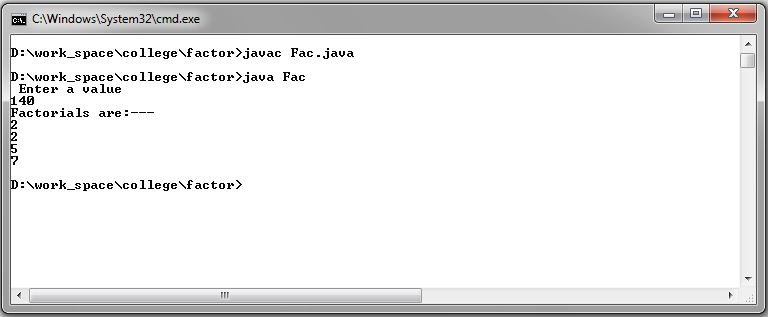 C:\Windows\System32\cmd.exe
D:\work_space\college\factor>javac Fac.java
D:\work_space\college\factor>java Fac
Enter a value
140
Factorials are:---
2
2
5
7
D:\work_space\college\factor>